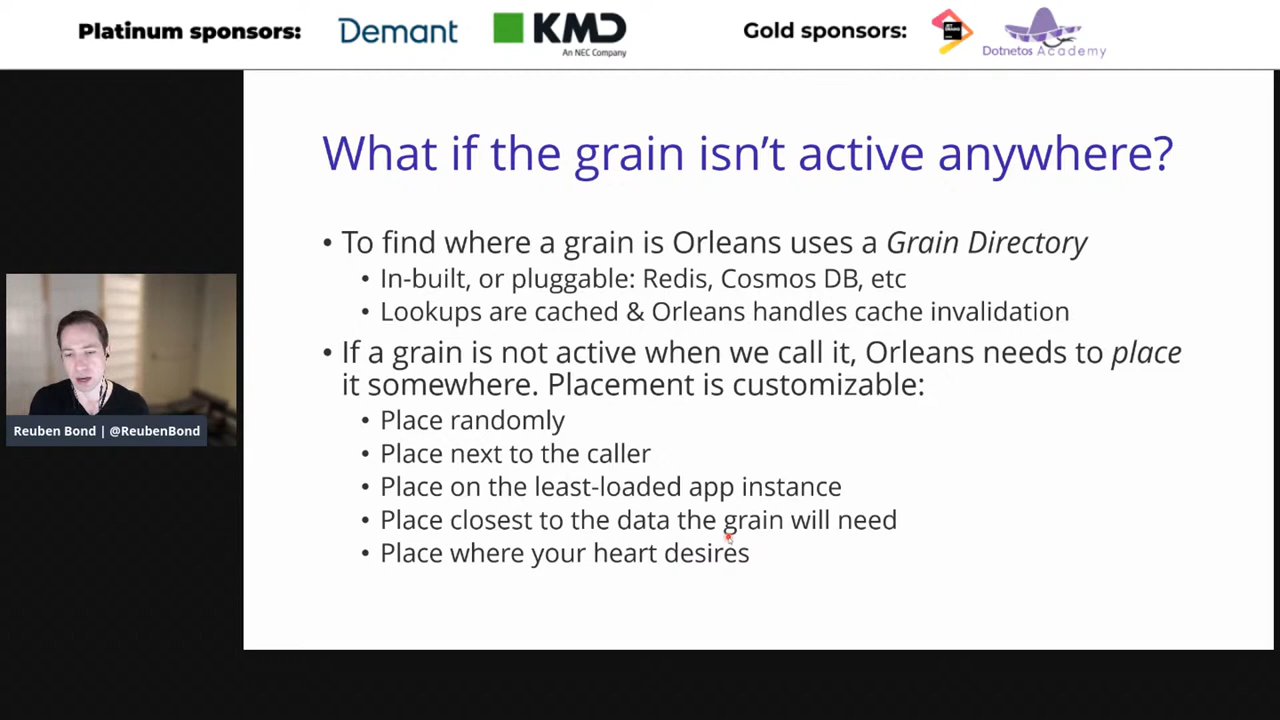 Platinum sponsors:
Demant
KMD
An NEC Company
Gold sponsors:
Dotnetos Academy
What if the grain isn't active anywhere?
• To find where a grain is Orleans uses a Grain Directory
• In-built, or pluggable: Redis, Cosmos DB, etc
• Lookups are cached & Orleans handles cache invalidation
• If a grain is not active when we call it, Orleans needs to place
it somewhere. Placement is customizable:
• Place randomly
• Place next to the caller
• Place on the least-loaded app instance
• Place closest to the data the grain will need
• Place where your heart desires
Reuben Bond | @ReubenBond